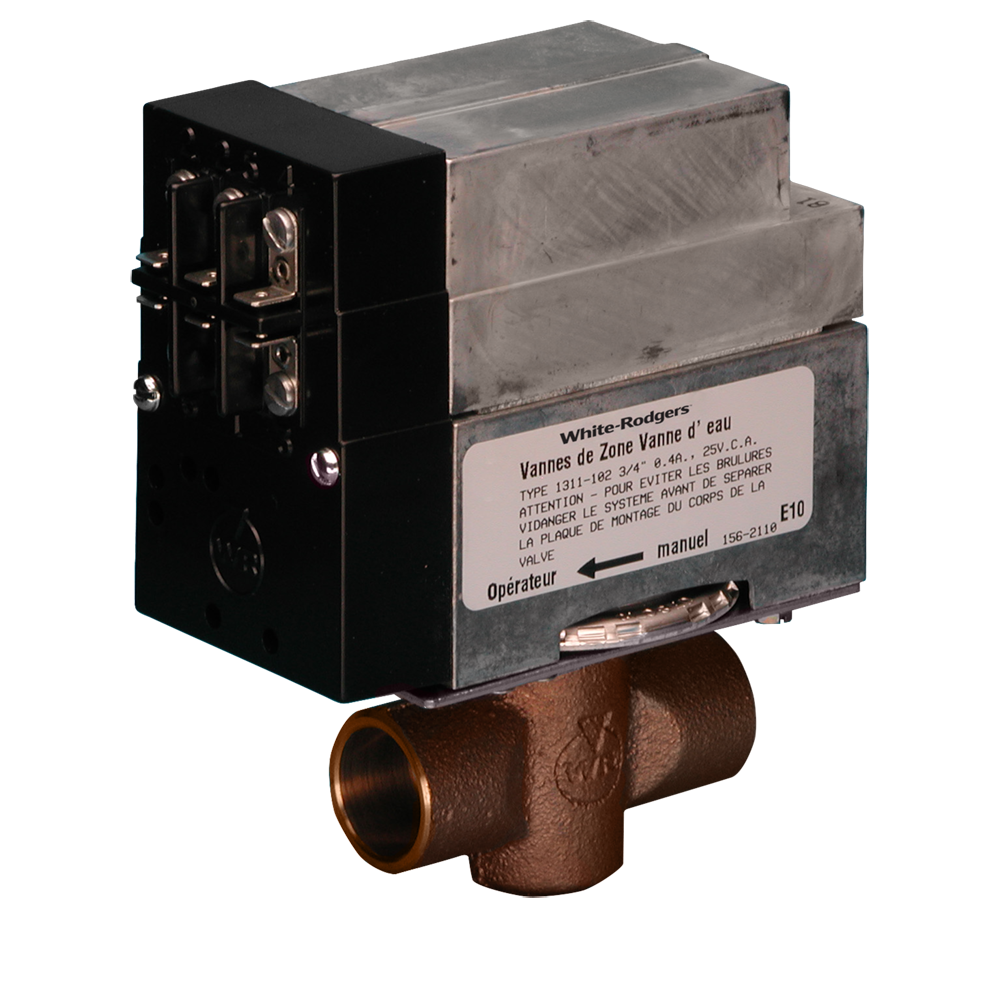 White-Rodgers
Vannes de Zone Vanne d' eau
TYPE 1311-102 3/4" 0.4A., 25V.C.A.
ATTENTION - POUR EVITER LES BRULURES
VIDANGER LE SYSTEME AVANT DE SEPARER
LA PLAQUE DE MONTAGE DU CORPS DE LA
VALVE
E10
Opérateur manuel 156-2110
WR
WR